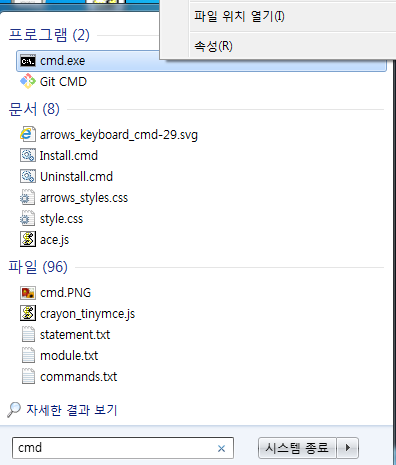 파일 위치 열기(I)
속성(R)
프로그램 (2)
cmd.exe
Git CMD
문서 (8)
arrows_keyboard_cmd-29.svg
Install.cmd
Uninstall.cmd
arrows_styles.css
style.css
ace.js
파일 (96)
cmd.PNG
crayon_tinymce.js
statement.txt
module.txt
commands.txt
자세한 결과 보기
cmd
시스템 종료